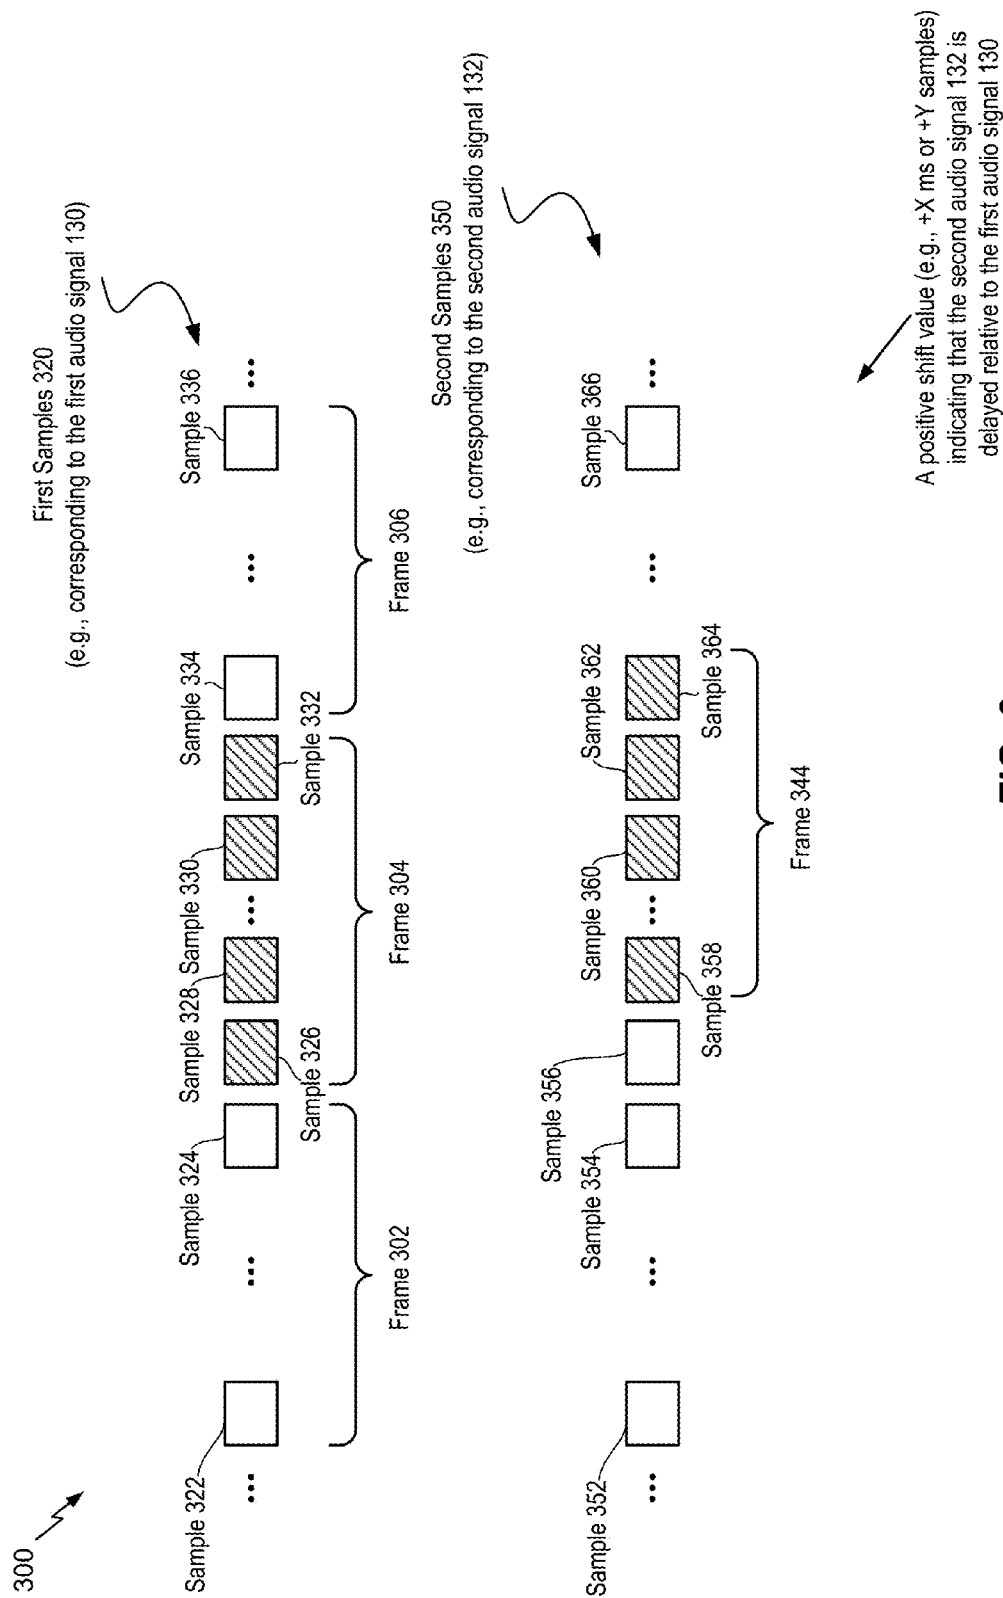 300
First Samples 320
(e.g., corresponding to the first audio signal 130)
Sample 322
Sample 324
Sample 326
Sample 328
Sample 330
Sample 332
Sample 334
Sample 336
Frame 302
Frame 304
Frame 306
Second Samples 350
(e.g., corresponding to the second audio signal 132)
Sample 352
Sample 354
Sample 356
Sample 358
Sample 360
Sample 362
Sample 364
Sample 366
Frame 344
A positive shift value (e.g., +X ms or +Y samples)
indicating that the second audio signal 132 is
delayed relative to the first audio signal 130
FIG.